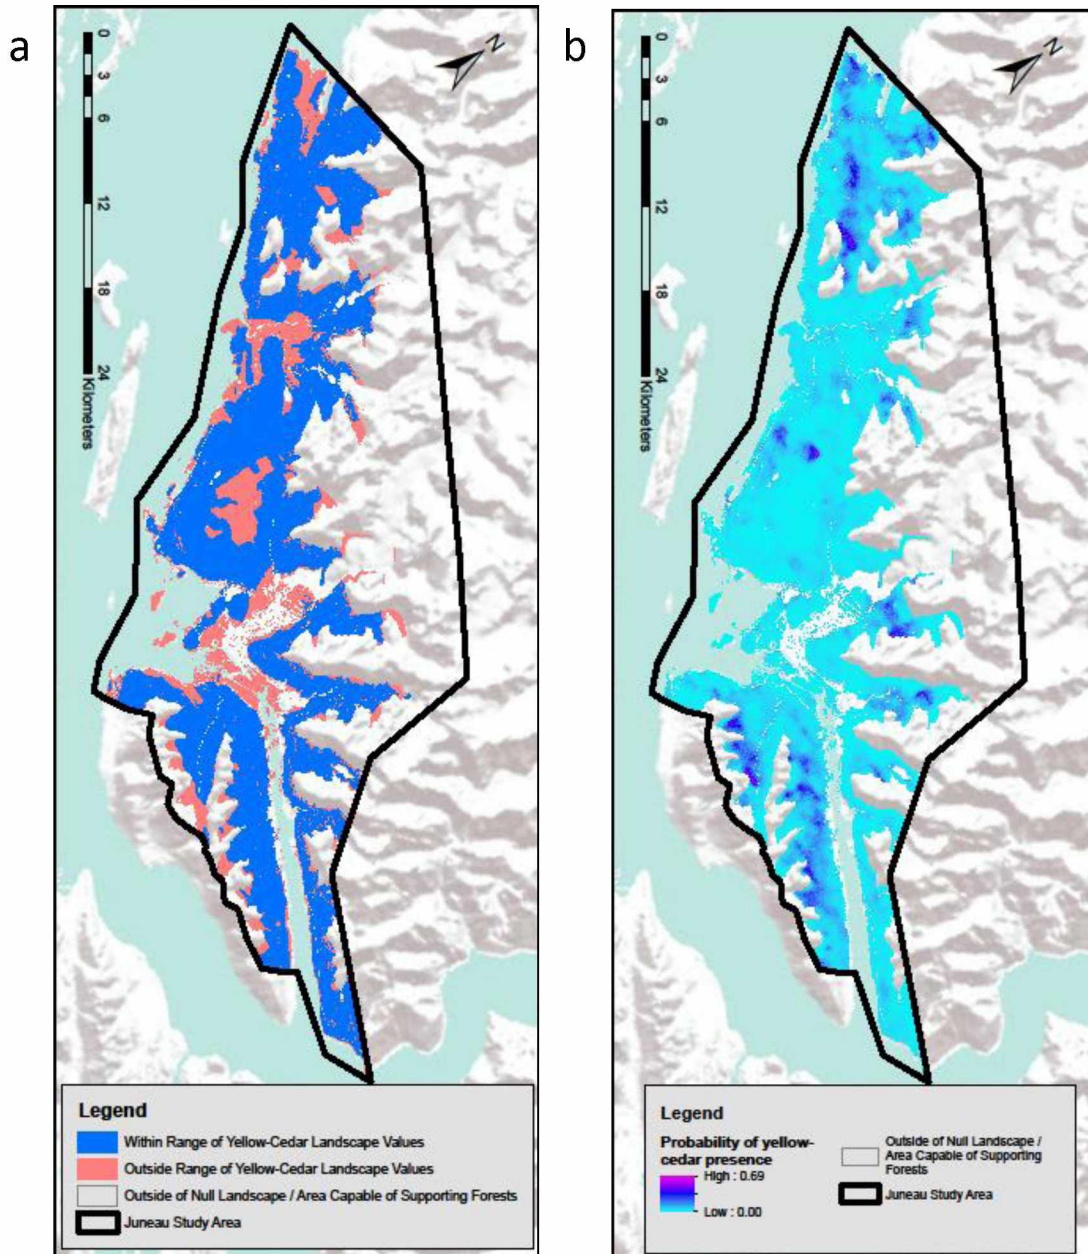 a
0
3
6
12
18
24
Kilometers
N
Legend
Within Range of Yellow-Cedar Landscape Values
Outside Range of Yellow-Cedar Landscape Values
Outside of Null Landscape / Area Capable of Supporting Forests
Juneau Study Area
b
0
3
6
12
18
24
Kilometers
N
Legend
Probability of yellow-
cedar presence
High : 0.69
Low : 0.00
Outside of Null Landscape /
Area Capable of Supporting
Forests
Juneau Study Area